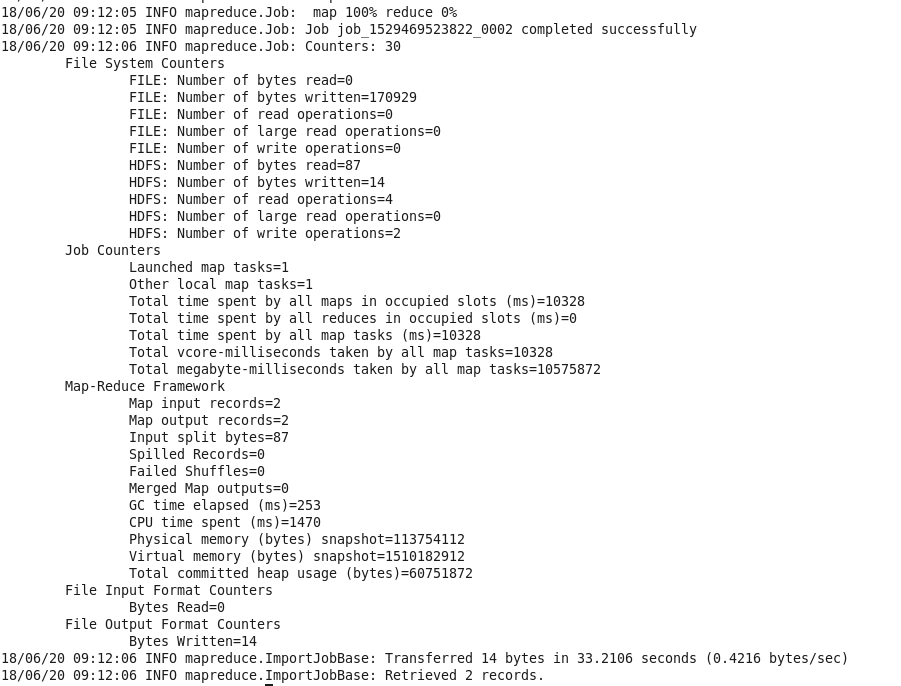 18/06/20 09:12:05 INFO mapreduce.Job:  map 100% reduce 0%
18/06/20 09:12:05 INFO mapreduce.Job: Job job_1529469523822_0002 completed successfully
18/06/20 09:12:06 INFO mapreduce.Job: Counters: 30
        File System Counters
                FILE: Number of bytes read=0
                FILE: Number of bytes written=170929
                FILE: Number of read operations=0
                FILE: Number of large read operations=0
                FILE: Number of write operations=0
                HDFS: Number of bytes read=87
                HDFS: Number of bytes written=14
                HDFS: Number of read operations=4
                HDFS: Number of large read operations=0
                HDFS: Number of write operations=2
        Job Counters
                Launched map tasks=1
                Other local map tasks=1
                Total time spent by all maps in occupied slots (ms)=10328
                Total time spent by all reduces in occupied slots (ms)=0
                Total time spent by all map tasks (ms)=10328
                Total vcore-milliseconds taken by all map tasks=10328
                Total megabyte-milliseconds taken by all map tasks=10575872
        Map-Reduce Framework
                Map input records=2
                Map output records=2
                Input split bytes=87
                Spilled Records=0
                Failed Shuffles=0
                Merged Map outputs=0
                GC time elapsed (ms)=253
                CPU time spent (ms)=1470
                Physical memory (bytes) snapshot=113754112
                Virtual memory (bytes) snapshot=1510182912
                Total committed heap usage (bytes)=60751872
        File Input Format Counters
                Bytes Read=0
        File Output Format Counters
                Bytes Written=14
18/06/20 09:12:06 INFO mapreduce.ImportJobBase: Transferred 14 bytes in 33.2106 seconds (0.4216 bytes/sec)
18/06/20 09:12:06 INFO mapreduce.ImportJobBase: Retrieved 2 records.